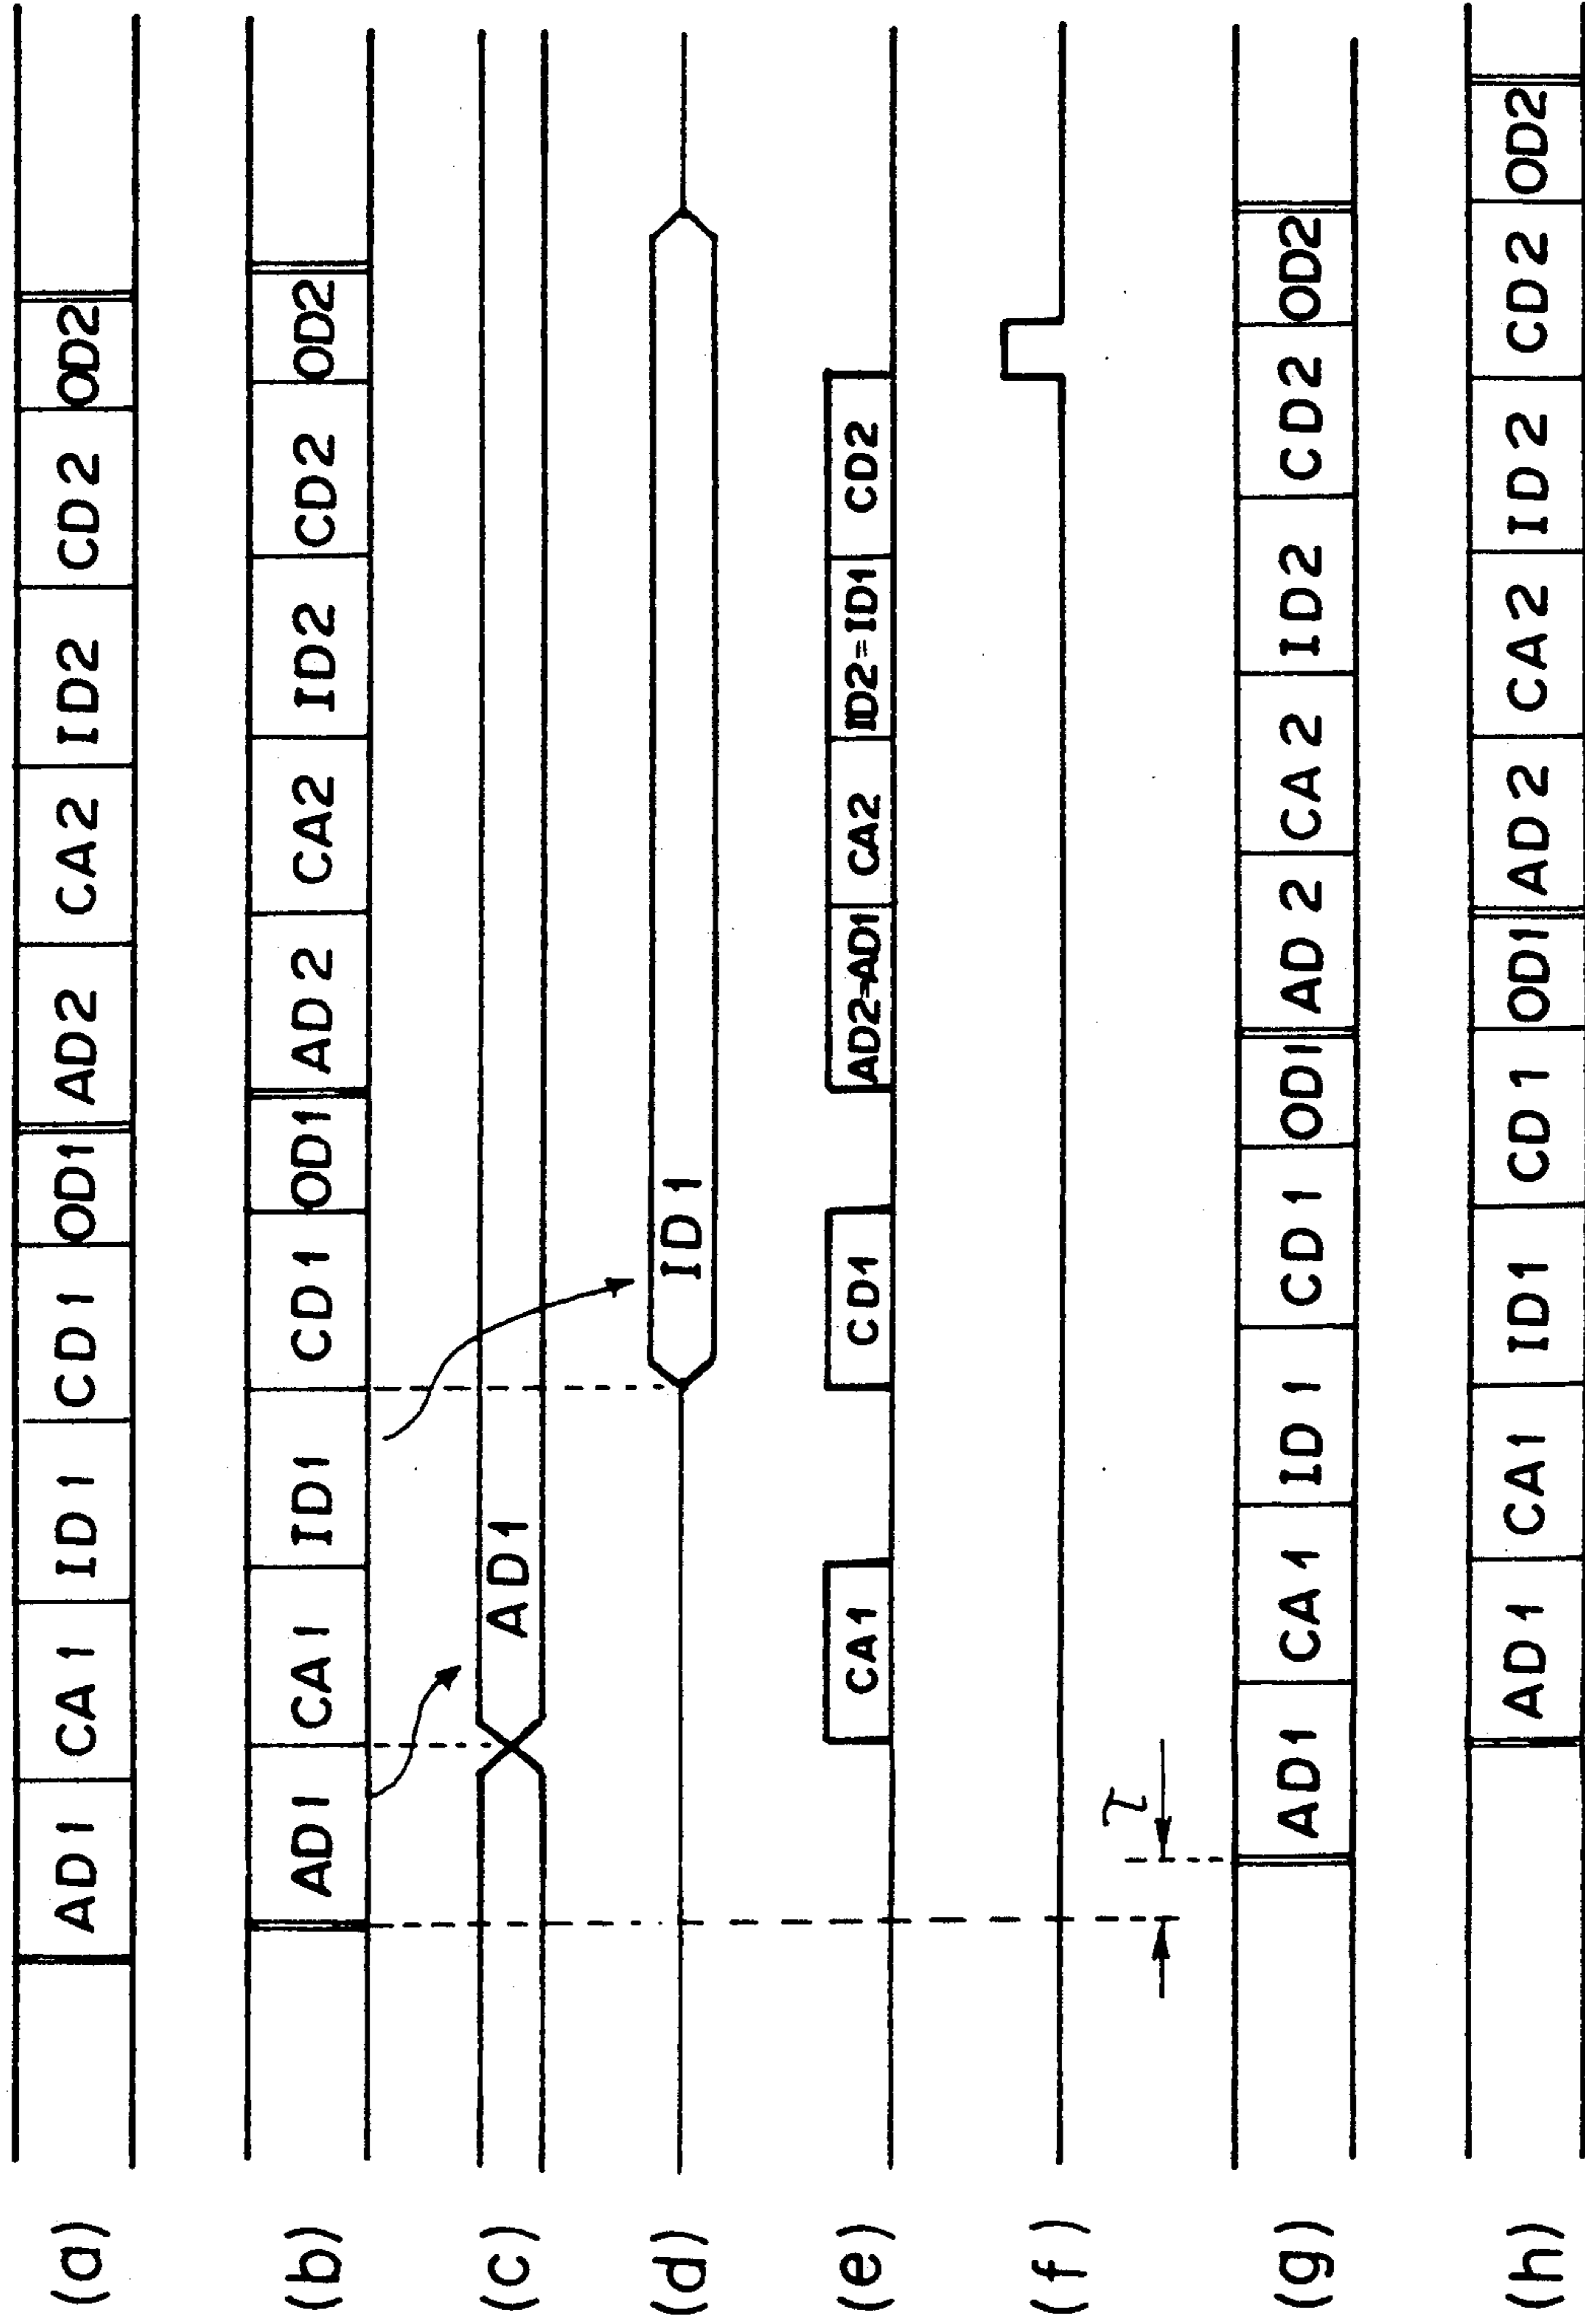 (a) AD1 CA1 ID1 CD1 OD1 AD2 CA2 ID2 CD2 OD2
(b) AD1 CA1 ID1 CD1 OD1 AD2 CA2 ID2 CD2 OD2
(c) AD1
(d) ID1
(e) CA1 CD1 AD2=AD1 CA2 ID2=ID1 CD2
(f)
τ
(g) AD1 CA1 ID1 CD1 OD1 AD2 CA2 ID2 CD2 OD2
(h) AD1 CA1 ID1 CD1 OD1 AD2 CA2 ID2 CD2 OD2